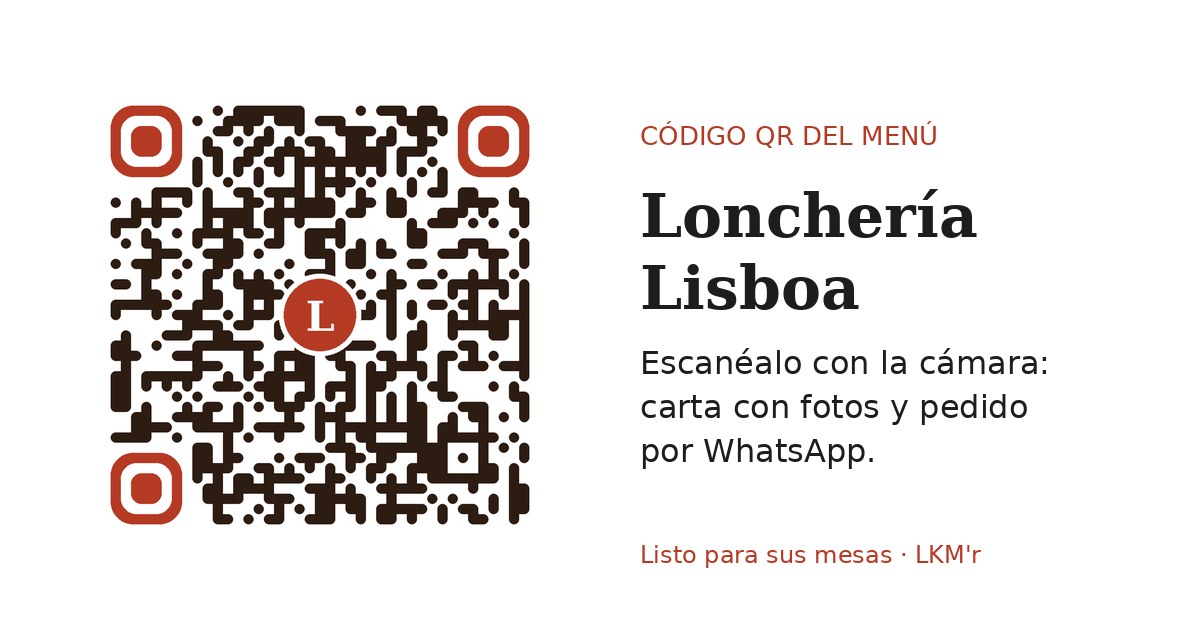 L
CÓDIGO QR DEL MENÚ
Lonchería
Lisboa
Escanéalo con la cámara:
carta con fotos y pedido
por WhatsApp.
Listo para sus mesas · LKM'r